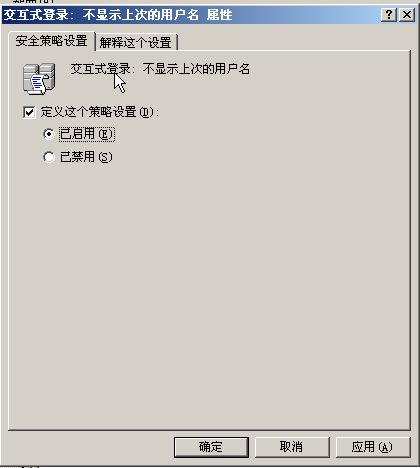 交互式登录: 不显示上次的用户名 属性
安全策略设置
解释这个设置
交互式登录: 不显示上次的用户名
定义这个策略设置(D):
已启用(E)
已禁用(S)
确定
取消
应用(A)